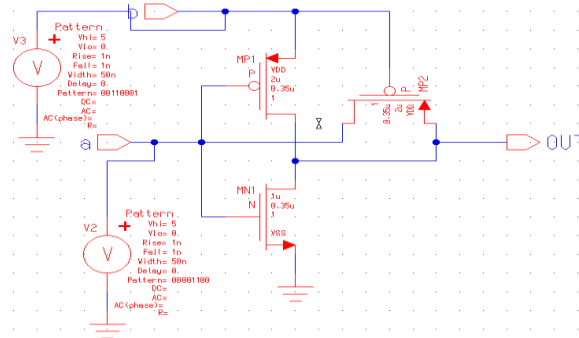 b
Pattern
V3
+
Vhi= 5
Vlo= 0.
Rise= 1n
Fall= 1n
Width= 50n
Delay= 0.
Pattern= 00110001
DC=
AC=
AC(phase)=
R=
V
MP1
P
VDD
2u
0.35u
1
P
MP2
1
0.35u
2u
VDD
a
OUT
MN1
N
1u
0.35u
1
VSS
Pattern
V2
+
Vhi= 5
Vlo= 0.
Rise= 1n
Fall= 1n
Width= 50n
Delay= 0.
Pattern= 00001100
DC=
AC=
AC(phase)=
R=
V